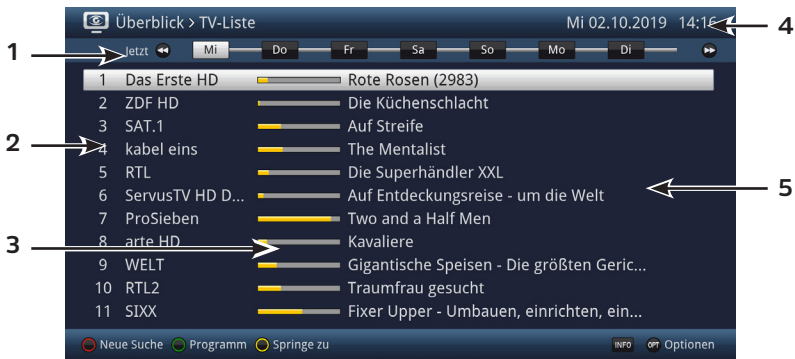 Überblick > TV-Liste Mi 02.10.2019 14:16 4
1 Jetzt Mi Do Fr Sa So Mo Di
1 Das Erste HD Rote Rosen (2983)
2 ZDF HD Die Küchenschlacht
3 SAT.1 Auf Streife
2 4 kabel eins The Mentalist
5 RTL Die Superhändler XXL
6 ServusTV HD D... Auf Entdeckungsreise - um die Welt 5
7 ProSieben Two and a Half Men
3 8 arte HD Kavaliere
9 WELT Gigantische Speisen - Die größten Geric...
10 RTL2 Traumfrau gesucht
11 SIXX Fixer Upper - Umbauen, einrichten, ein...
Neue Suche Programm Springe zu INFO OPT Optionen